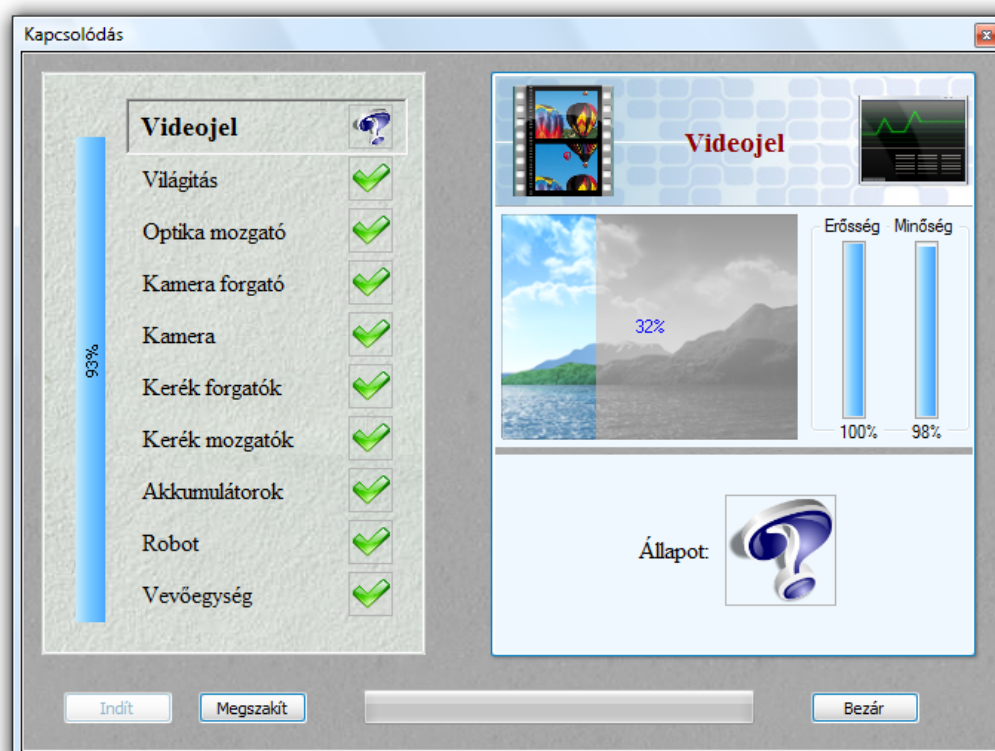 Kapcsolódás
Videojel
Világitás
Optika mozgató
Kamera forgató
Kamera
Kerék forgatók
Kerék mozgatók
Akkumulátorok
Robot
Vevőegység
93%
Videojel
32%
Erősség Minőség
100% 98%
Állapot:
Indít
Megszakít
Bezár